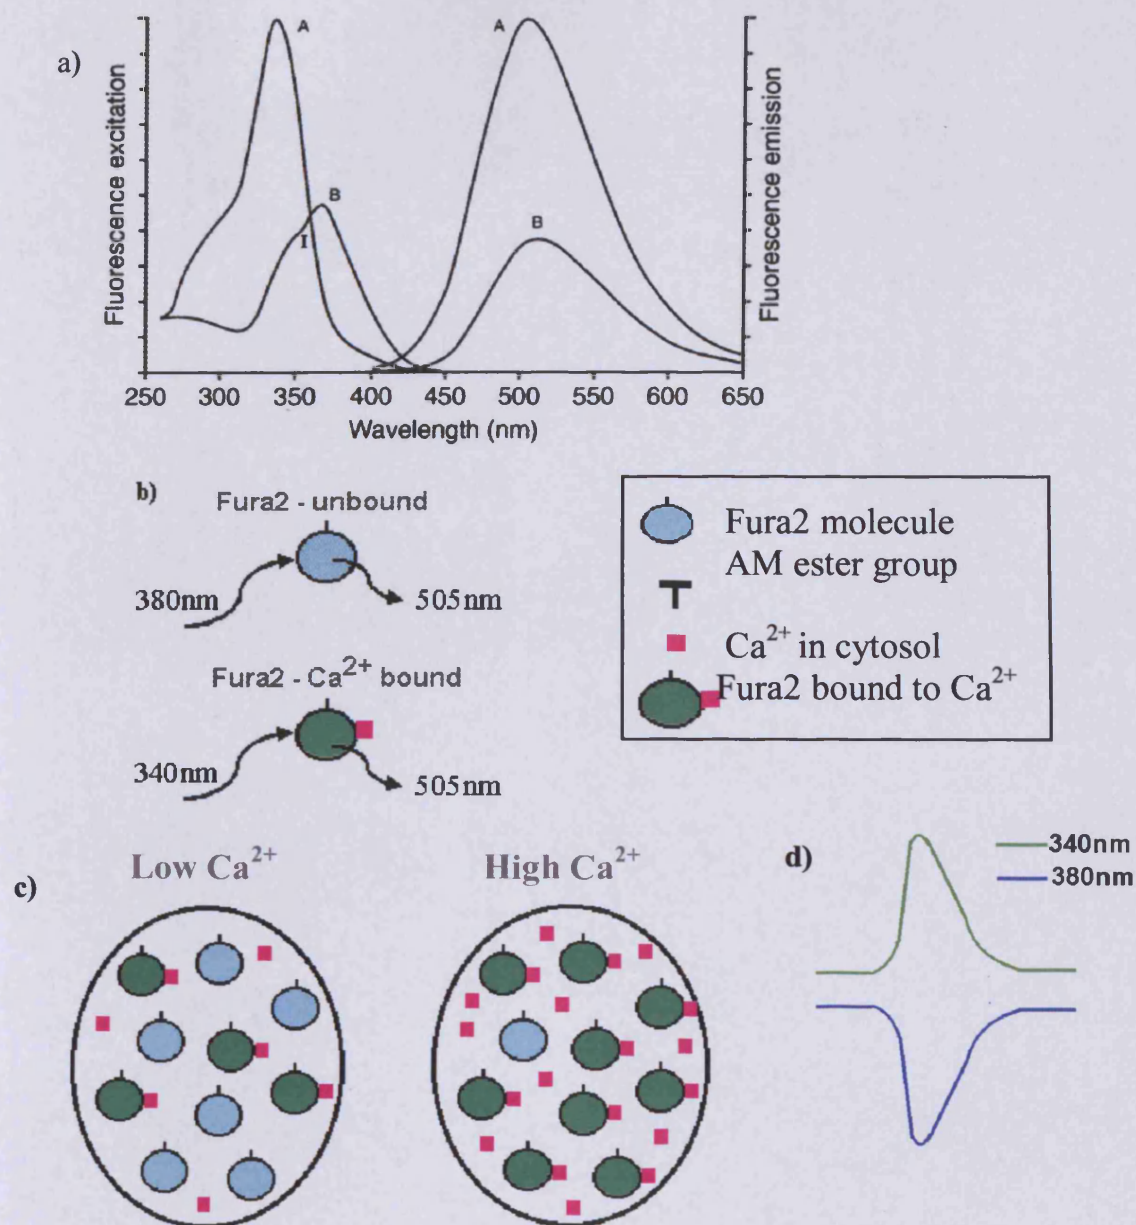 a)
Fluorescence excitation
Fluorescence emission
A
B
I
A
B
250 300 350 400 450 500 550 600 650
Wavelength (nm)
b)
Fura2 - unbound
380nm
505nm
Fura2 - Ca²⁺ bound
340nm
505nm
Fura2 molecule
AM ester group
Ca²⁺ in cytosol
Fura2 bound to Ca²⁺
c)
Low Ca²⁺
High Ca²⁺
d)
340nm
380nm